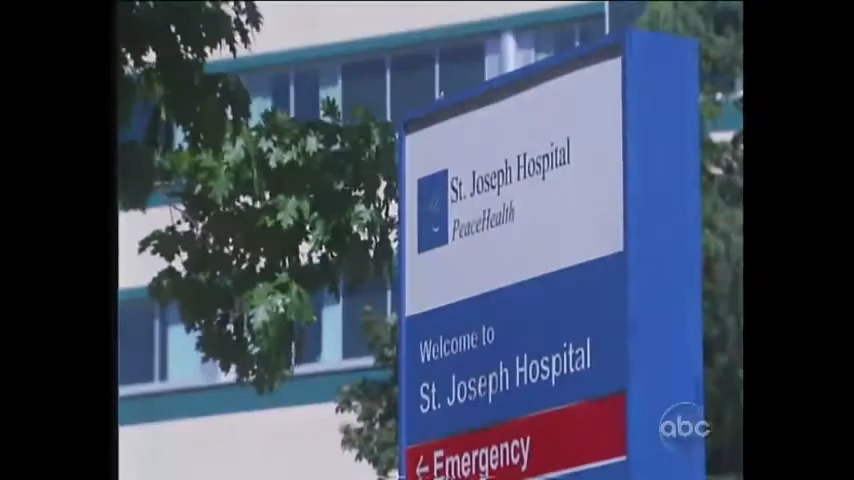 St. Joseph Hospital
PeaceHealth
Welcome to
St. Joseph Hospital
←Emergency
abc